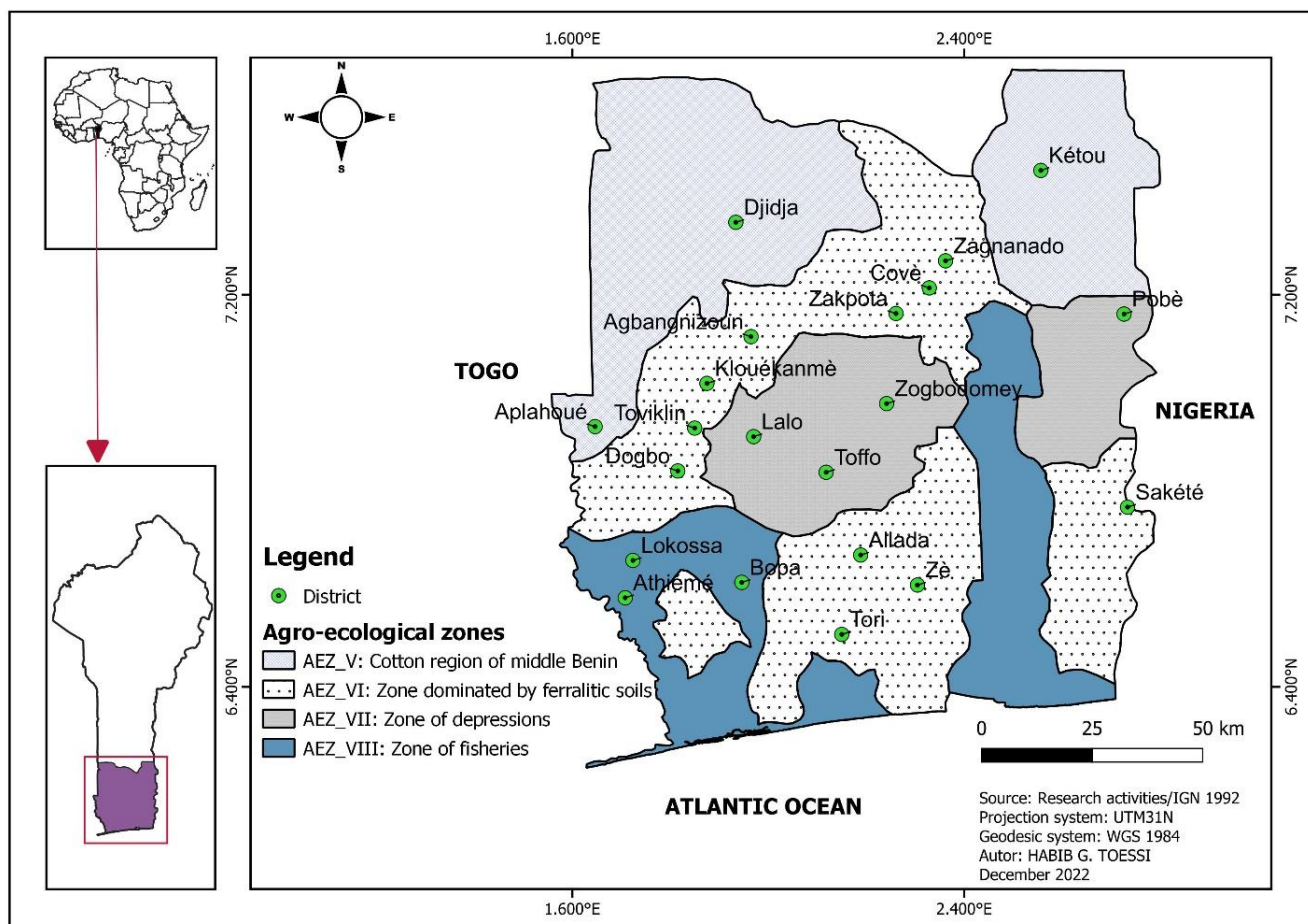 1.600°E
2.400°E
N
W
E
S
Kétou
Djidja
Zagnanado
Covè
7.200°N
7.200°N
Zakpota
Pobè
Agbangnizoun
TOGO
Klouékanmè
Zogbodomey
NIGERIA
Aplahoué
Toviklin
Lalo
Dogbo
Toffo
Sakété
Lokossa
Allada
Bopa
Zè
Athiémé
Tori
Legend
District
Agro-ecological zones
AEZ_V: Cotton region of middle Benin
AEZ_VI: Zone dominated by ferralitic soils
AEZ_VII: Zone of depressions
AEZ_VIII: Zone of fisheries
6.400°N
6.400°N
0 25 50 km
ATLANTIC OCEAN
Source: Research activities/IGN 1992
Projection system: UTM31N
Geodesic system: WGS 1984
Autor: HABIB G. TOESSI
December 2022
1.600°E
2.400°E